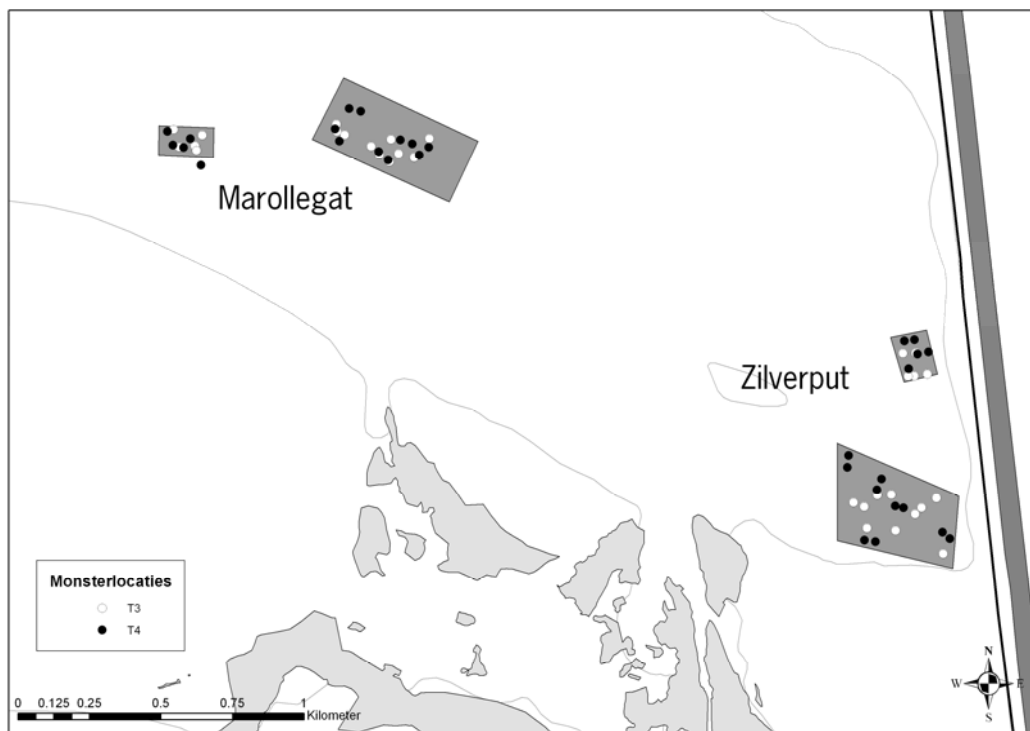 Marollegat
Zilverput
Monsterlocaties
T3
T4
N
W E
S
0 0.125 0.25 0.5 0.75 1
Kilometer